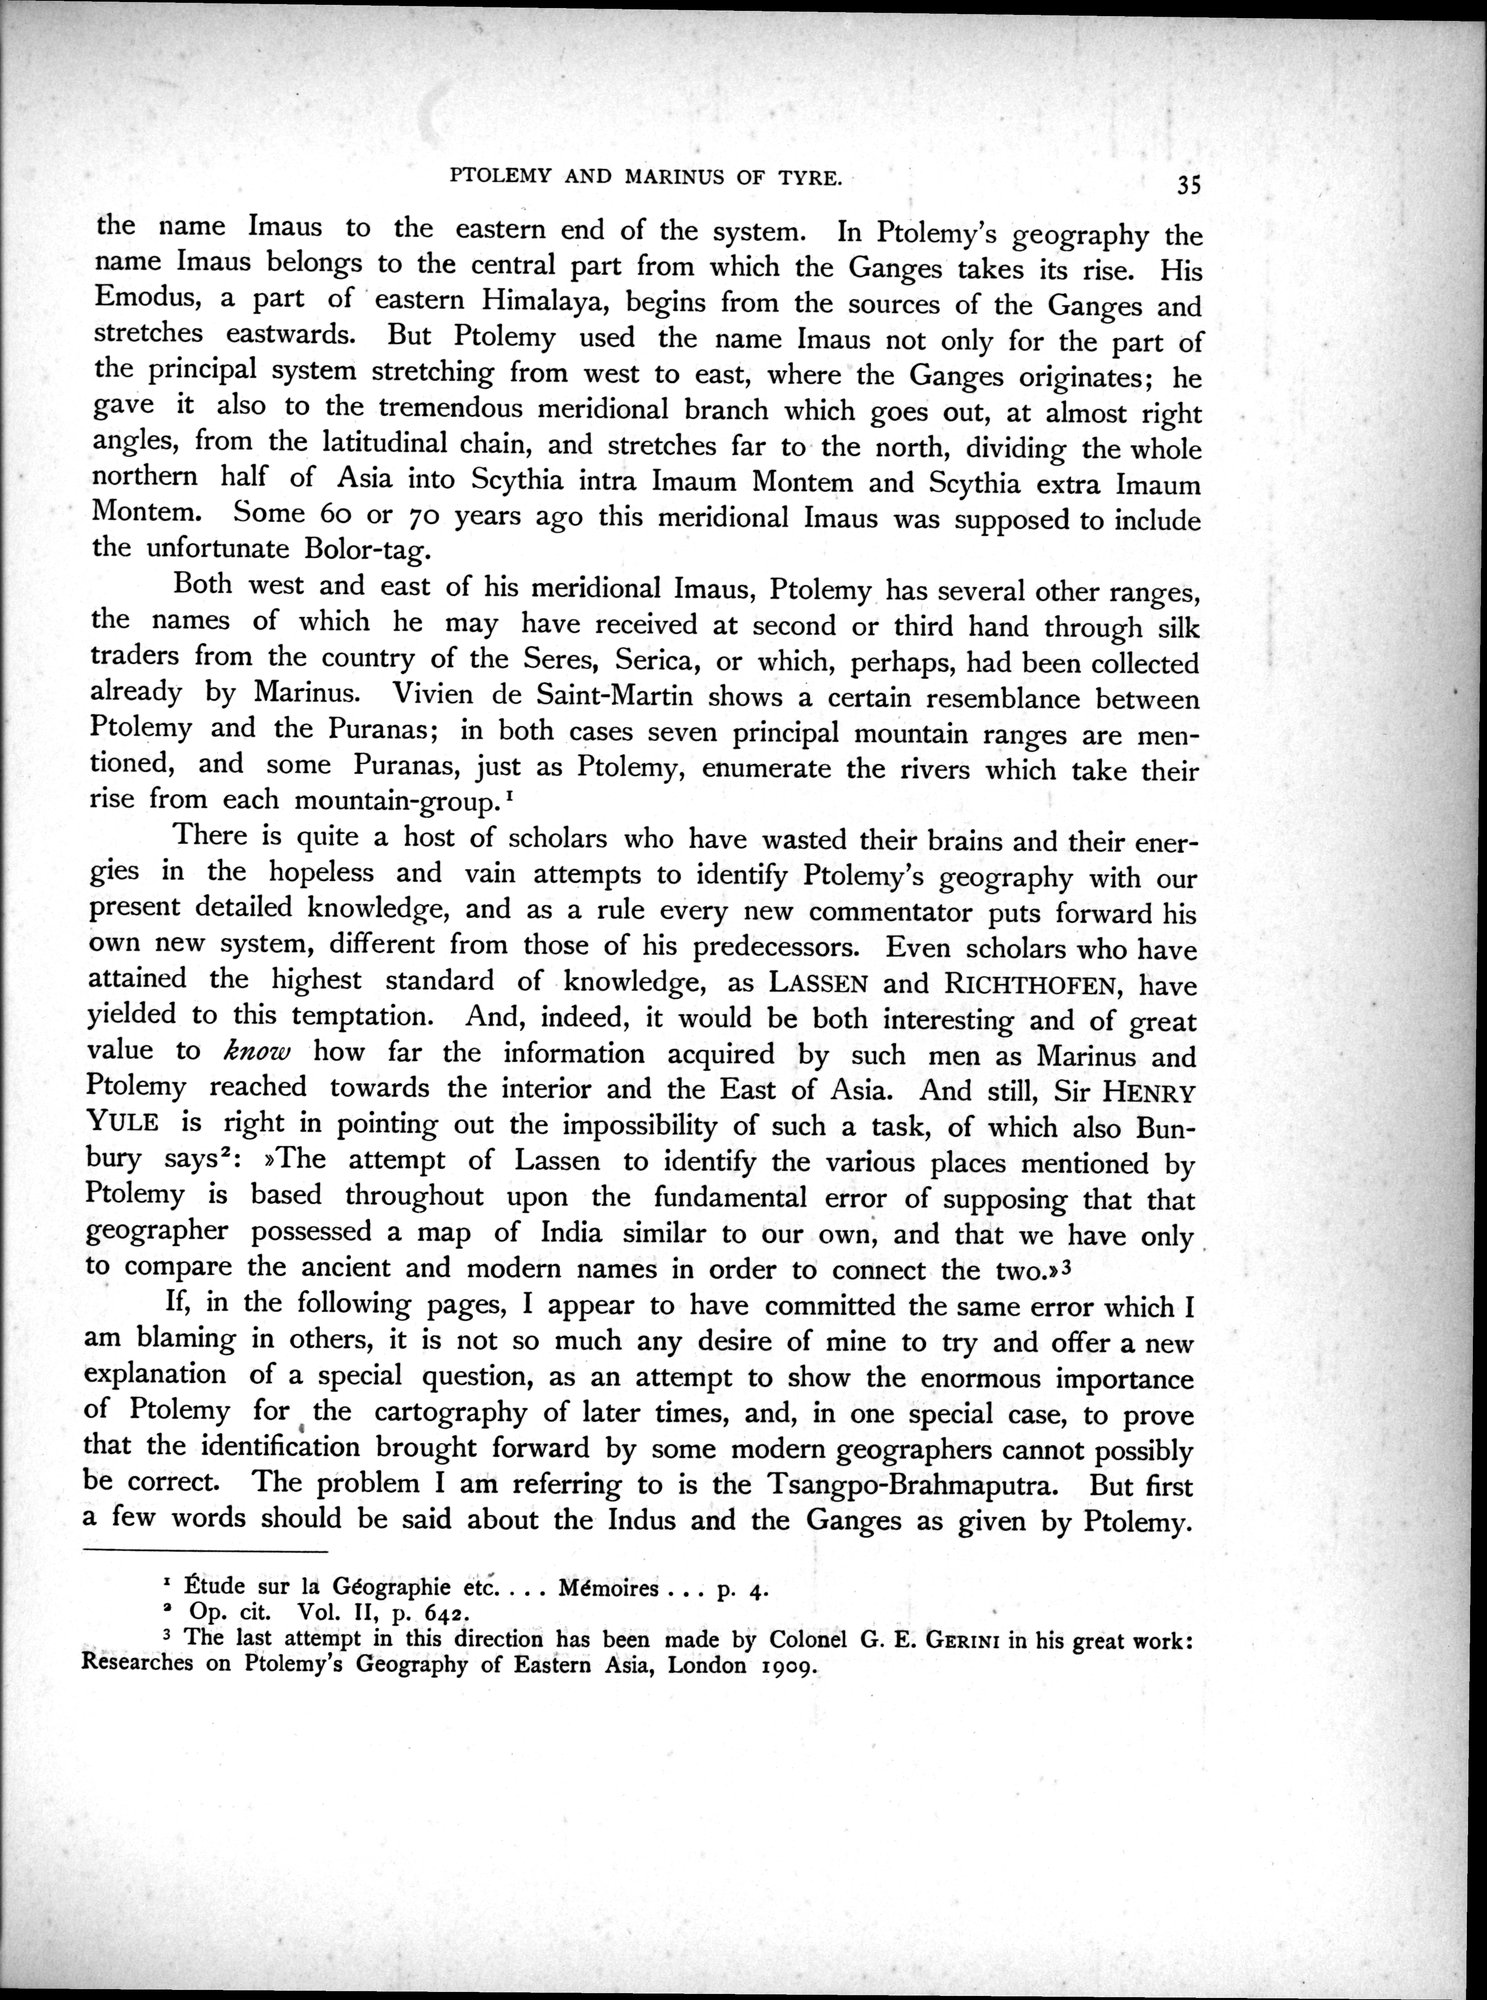 PTOLEMY AND MARINUS OF TYRE.
35
the name Imaus to the eastern end of the system. In Ptolemy's geography the
name Imaus belongs to the central part from which the Ganges takes its rise. His
Emodus, a part of eastern Himalaya, begins from the sources of the Ganges and
stretches eastwards. But Ptolemy used the name Imaus not only for the part of
the principal system stretching from west to east, where the Ganges originates; he
gave it also to the tremendous meridional branch which goes out, at almost right
angles, from the latitudinal chain, and stretches far to the north, dividing the whole
northern half of Asia into Scythia intra Imaum Montem and Scythia extra Imaum
Montem. Some 60 or 70 years ago this meridional Imaus was supposed to include
the unfortunate Bolor-tag.
Both west and east of his meridional Imaus, Ptolemy has several other ranges,
the names of which he may have received at second or third hand through silk
traders from the country of the Seres, Serica, or which, perhaps, had been collected
already by Marinus. Vivien de Saint-Martin shows a certain resemblance between
Ptolemy and the Puranas; in both cases seven principal mountain ranges are men-
tioned, and some Puranas, just as Ptolemy, enumerate the rivers which take their
rise from each mountain-group.¹
There is quite a host of scholars who have wasted their brains and their ener-
gies in the hopeless and vain attempts to identify Ptolemy's geography with our
present detailed knowledge, and as a rule every new commentator puts forward his
own new system, different from those of his predecessors. Even scholars who have
attained the highest standard of knowledge, as LASSEN and RICHTHOFEN, have
yielded to this temptation. And, indeed, it would be both interesting and of great
value to know how far the information acquired by such men as Marinus and
Ptolemy reached towards the interior and the East of Asia. And still, Sir HENRY
YULE is right in pointing out the impossibility of such a task, of which also Bun-
bury says²: »The attempt of Lassen to identify the various places mentioned by
Ptolemy is based throughout upon the fundamental error of supposing that that
geographer possessed a map of India similar to our own, and that we have only
to compare the ancient and modern names in order to connect the two.»³
If, in the following pages, I appear to have committed the same error which I
am blaming in others, it is not so much any desire of mine to try and offer a new
explanation of a special question, as an attempt to show the enormous importance
of Ptolemy for the cartography of later times, and, in one special case, to prove
that the identification brought forward by some modern geographers cannot possibly
be correct. The problem I am referring to is the Tsangpo-Brahmaputra. But first
a few words should be said about the Indus and the Ganges as given by Ptolemy.
¹ Étude sur la Géographie etc. . . . Mémoires . . . p. 4.
² Op. cit. Vol. II, p. 642.
³ The last attempt in this direction has been made by Colonel G. E. GERINI in his great work:
Researches on Ptolemy's Geography of Eastern Asia, London 1909.